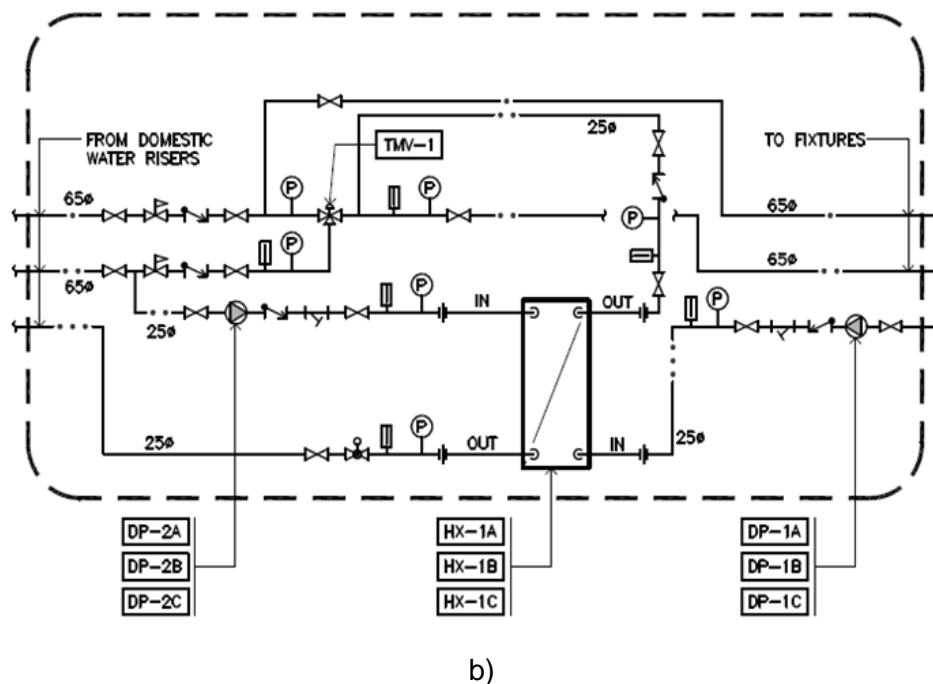 25ø
FROM DOMESTIC
WATER RISERS
TMV-1
TO FIXTURES
P
P
65ø
P
65ø
P
65ø
65ø
P
25ø
IN
OUT
P
P
25ø
OUT
IN
25ø
DP-2A
HX-1A
DP-1A
DP-2B
HX-1B
DP-1B
DP-2C
HX-1C
DP-1C
b)